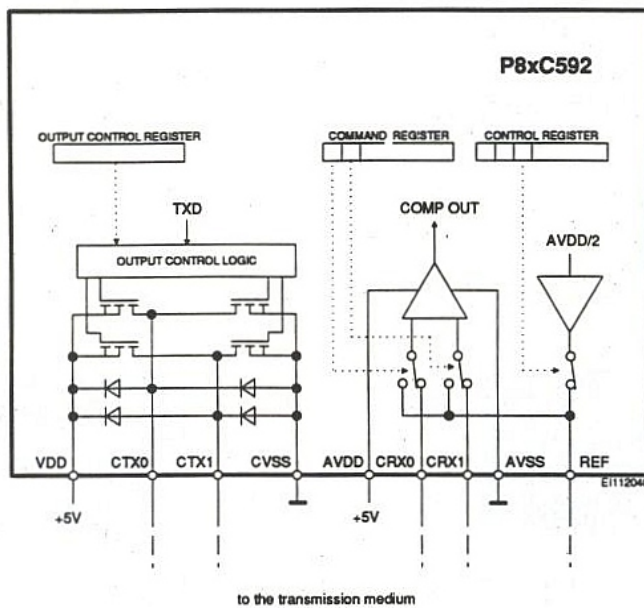 P8xC592
OUTPUT CONTROL REGISTER
COMMAND REGISTER
CONTROL REGISTER
TXD
COMP OUT
AVDD/2
OUTPUT CONTROL LOGIC
VDD CTX0 CTX1 CVSS AVDD CRX0 CRX1 AVSS REF
+5V +5V
to the transmission medium